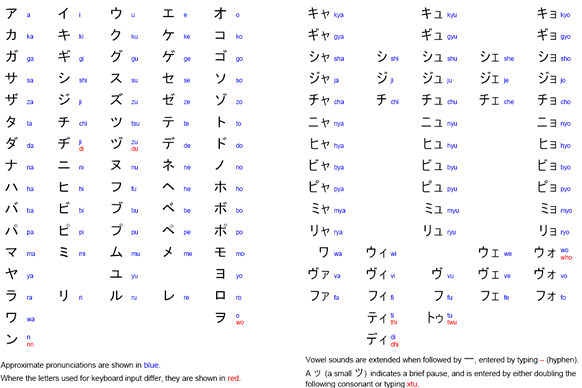 ア a イ i ウ u エ e オ o キャ kya キュ kyu キョ kyo
カ ka キ ki ク ku ケ ke コ ko ギャ gya ギュ gyu ギョ gyo
ガ ga ギ gi グ gu ゲ ge ゴ go シャ sha シ shi シュ shu シェ she ショ sho
サ sa シ shi ス su セ se ソ so ジャ ja ジ ji ジュ ju ジェ je ジョ jo
ザ za ジ ji ズ zu ゼ ze ゾ zo チャ cha チ chi チュ chu チェ che チョ cho
タ ta チ chi ツ tsu テ te ト to ニャ nya ニュ nyu ニョ nyo
ダ da ヂ ji di ヅ zu du デ de ド do ヒャ hya ヒュ hyu ヒョ hyo
ナ na ニ ni ヌ nu ネ ne ノ no ビャ bya ビュ byu ビョ byo
ハ ha ヒ hi フ fu ヘ he ホ ho ピャ pya ピュ pyu ピョ pyo
バ ba ビ bi ブ bu ベ be ボ bo ミャ mya ミュ myu ミョ myo
パ pa ピ pi プ pu ペ pe ポ po リャ rya リュ ryu リョ ryo
マ ma ミ mi ム mu メ me モ mo ワ wa ウィ wi ウェ we ウォ wo who
ヤ ya ユ yu ヨ yo ヴァ va ヴィ vi ヴ vu ヴェ ve ヴォ vo
ラ ra リ ri ル ru レ re ロ ro ファ fa フィ fi フ fu フェ fe フォ fo
ワ wa ヲ o wo ティ ti thi トゥ tu twu
ン n nn ディ di dhi
Approximate pronunciations are shown in blue.
Where the letters used for keyboard input differ, they are shown in red.
Vowel sounds are extended when followed by ー, entered by typing – (hyphen).
A ッ (a small ツ) indicates a brief pause, and is entered by either doubling
the following consonant or typing xtu.